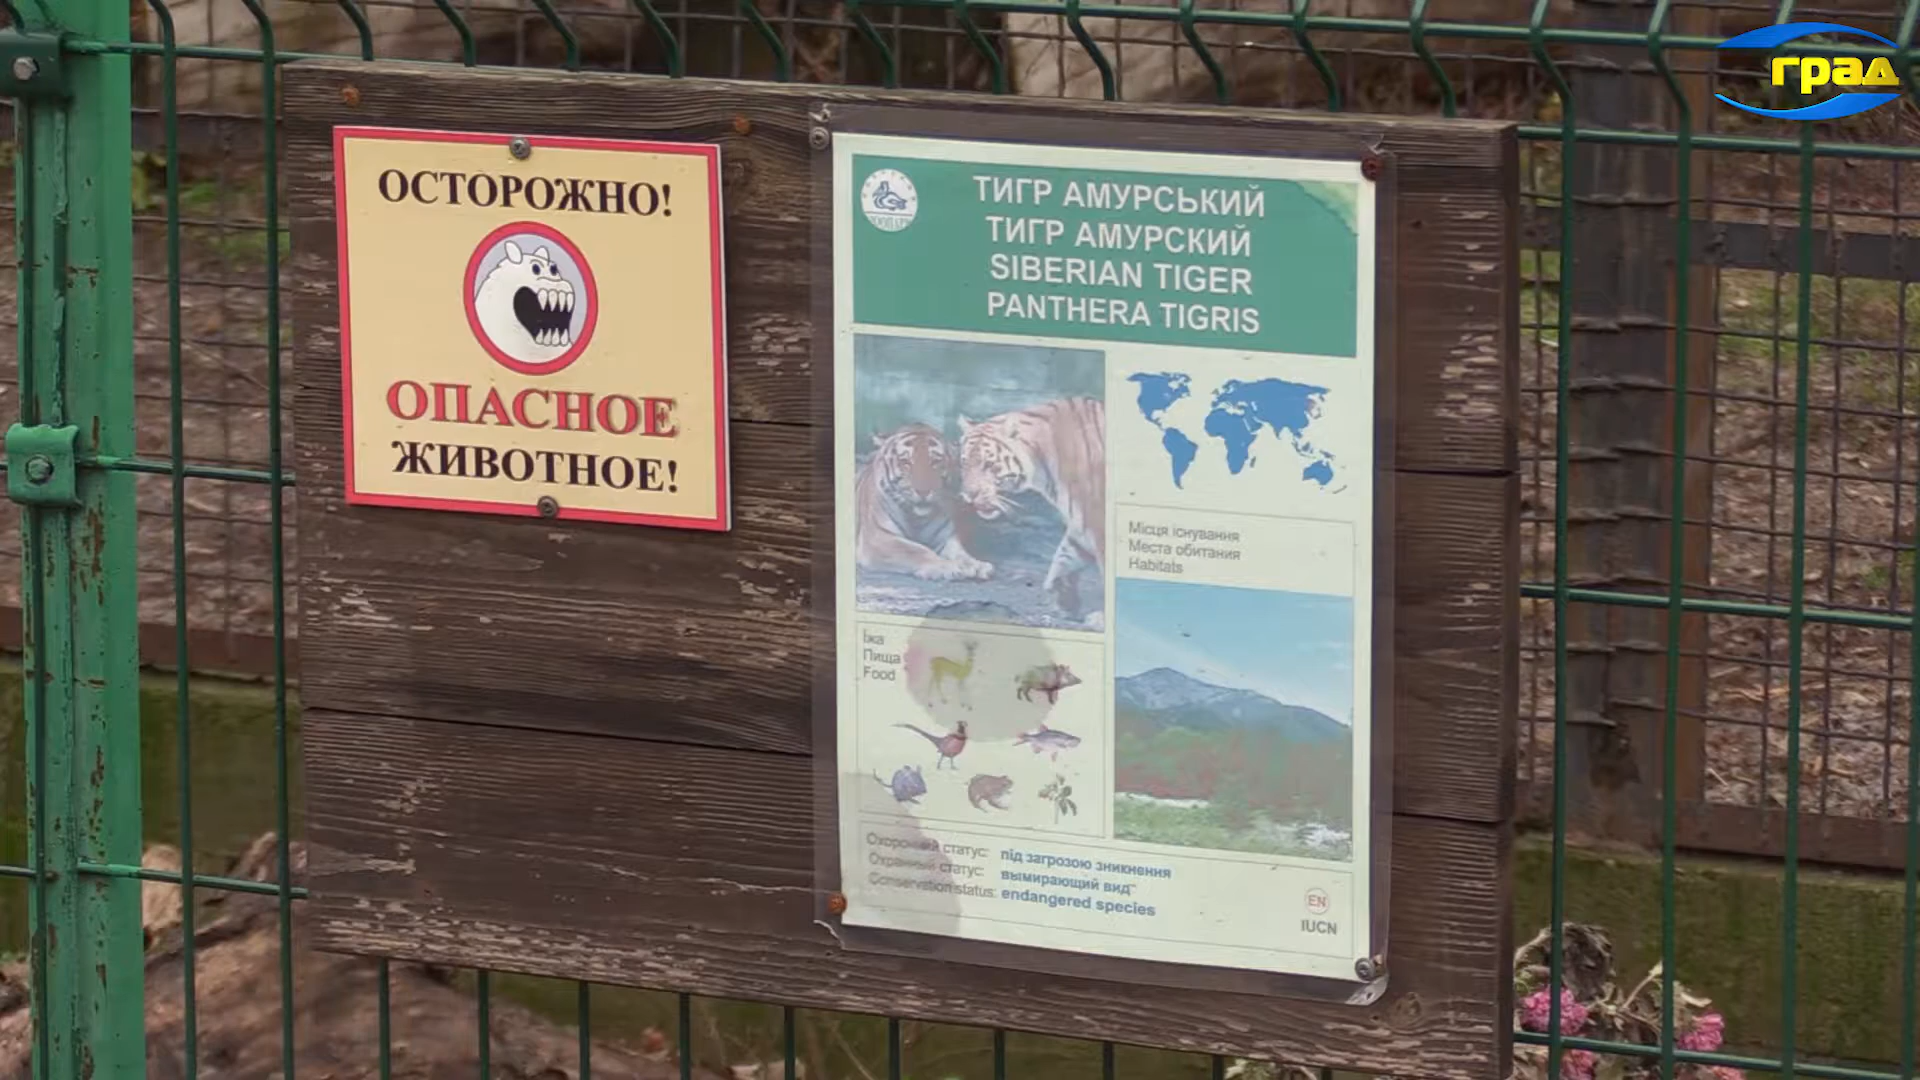 град
ОСТОРОЖНО!
ОПАСНОЕ
ЖИВОТНОЕ!
ТИГР АМУРСЬКИЙ
ТИГР АМУРСКИЙ
SIBERIAN TIGER
PANTHERA TIGRIS
Місця існування
Места обитания
Habitats
Їжа
Пища
Food
Охоронний статус: під загрозою зникнення
Охранный статус: вымирающий вид
Conservation status: endangered species
EN
IUCN